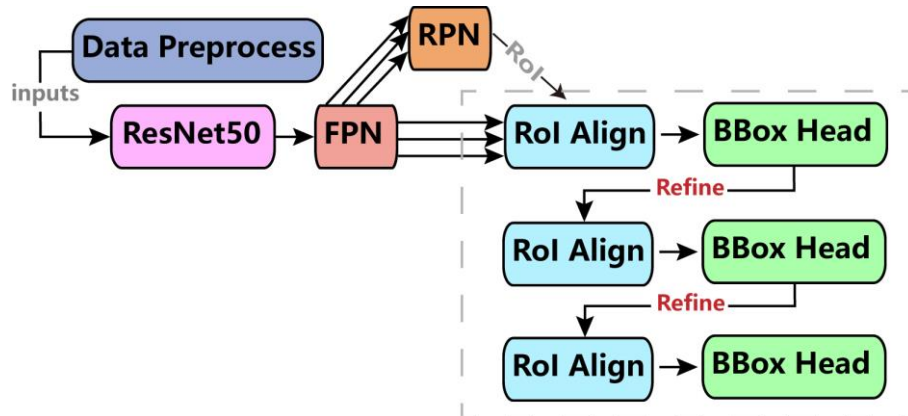 Data Preprocess
RPN
RoI
inputs
ResNet50
FPN
RoI Align
BBox Head
Refine
RoI Align
BBox Head
Refine
RoI Align
BBox Head